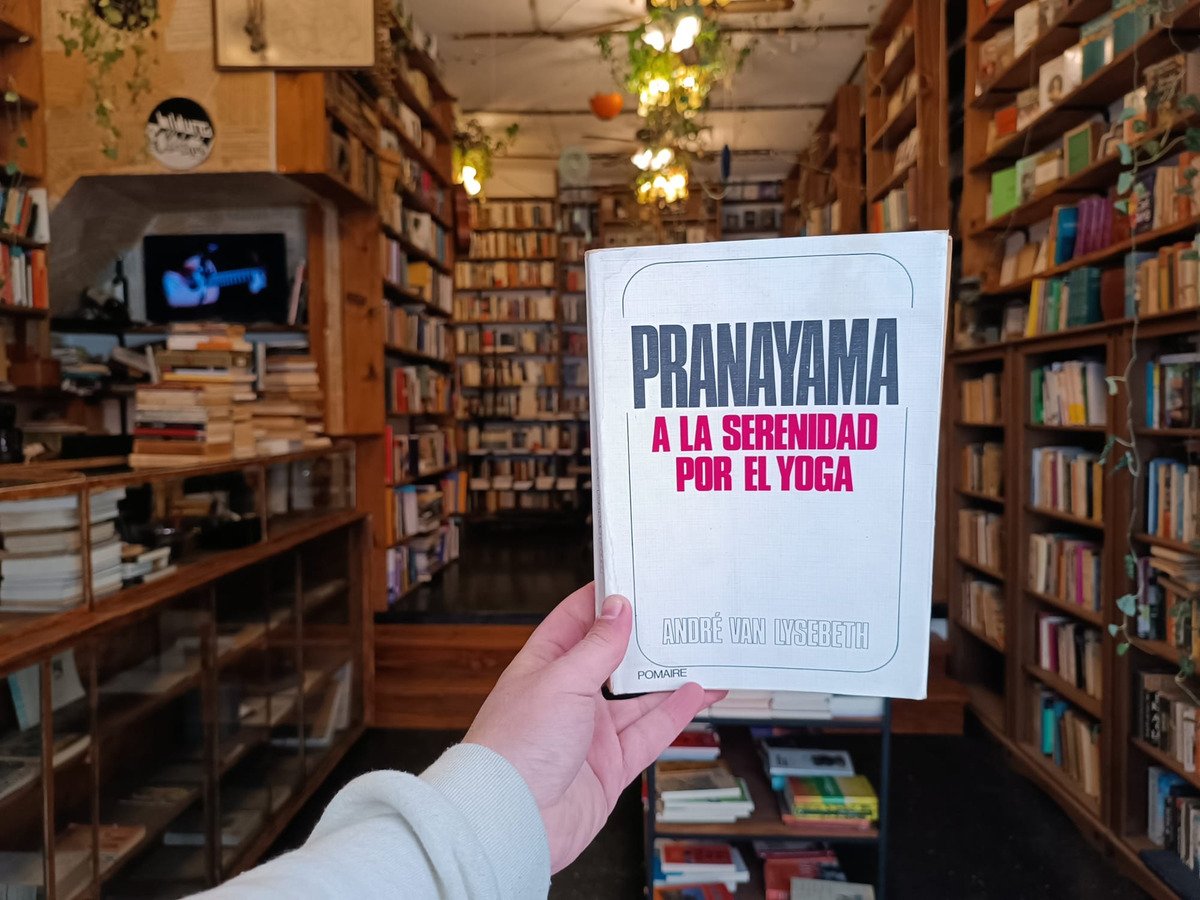 PRANAYAMA
A LA SERENIDAD
POR EL YOGA
ANDRÉ VAN LYSEBETH
POMAIRE